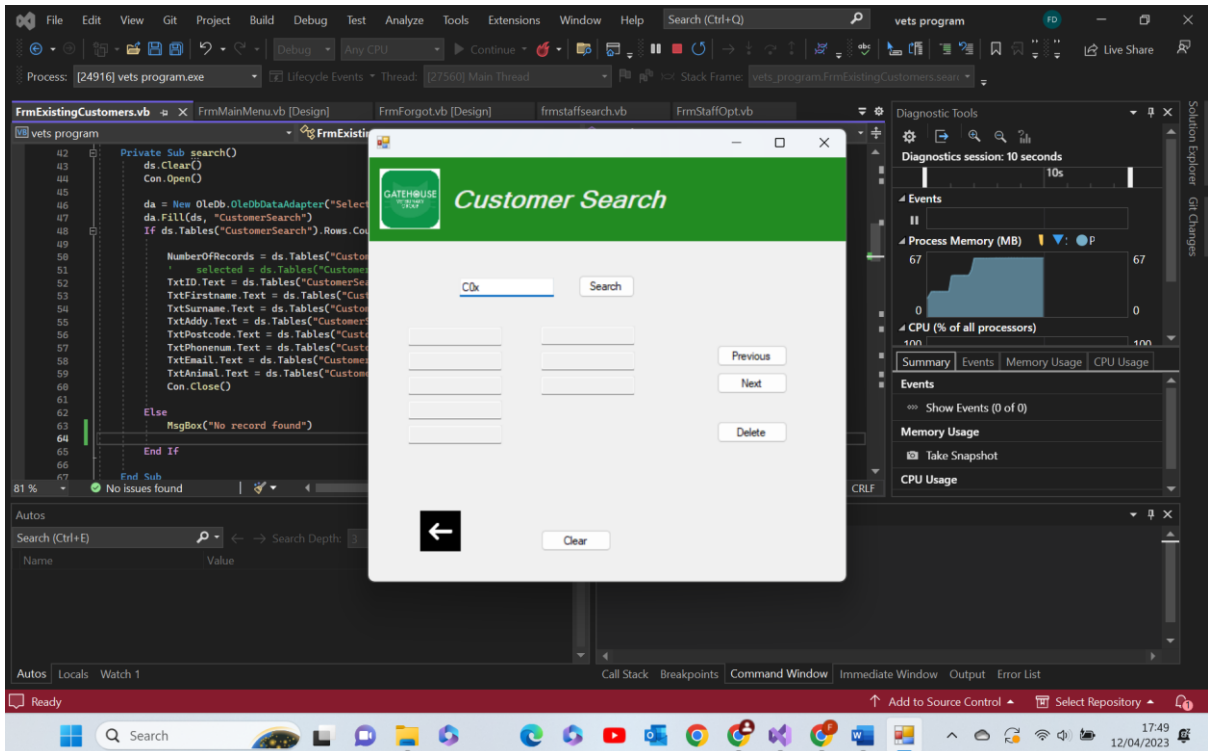 File Edit View Git Project Build Debug Test Analyze Tools Extensions Window Help Search (Ctrl+Q) vets program FD
Debug Any CPU Continue Live Share
Process: [24916] vets program.exe Lifecycle Events Thread: [27560] Main Thread Stack Frame: vets_program.FrmExistingCustomers.sear
FrmExistingCustomers.vb FrmMainMenu.vb [Design] FrmForgot.vb [Design] frmstaffsearch.vb FrmStaffOpt.vb
vets program FrmExistin
42 Private Sub search()
43 ds.Clear()
44 Con.Open()
45
46 da = New OleDb.OleDbDataAdapter("Select
47 da.Fill(ds, "CustomerSearch")
48 If ds.Tables("CustomerSearch").Rows.Cou
49
50 NumberOfRecords = ds.Tables("Custom
51 ' selected = ds.Tables("Custome
52 TxtID.Text = ds.Tables("CustomerSea
53 TxtFirstname.Text = ds.Tables("Cust
54 TxtSurname.Text = ds.Tables("Custom
55 TxtAddy.Text = ds.Tables("CustomerS
56 TxtPostcode.Text = ds.Tables("Custo
57 TxtPhonenum.Text = ds.Tables("Custo
58 TxtEmail.Text = ds.Tables("Customer
59 TxtAnimal.Text = ds.Tables("Custome
60 Con.Close()
61
62 Else
63 MsgBox("No record found")
64
65 End If
66
67 End Sub
81 % No issues found CRLF
GATEHOUSE
Customer Search
C0x Search
Previous
Next
Delete
Clear
Diagnostic Tools
Diagnostics session: 10 seconds
10s
Events
Process Memory (MB) P
67 67
0 0
CPU (% of all processors)
100 100
Summary Events Memory Usage CPU Usage
Events
Show Events (0 of 0)
Memory Usage
Take Snapshot
CPU Usage
Solution Explorer
Git Changes
Autos
Search (Ctrl+E) Search Depth: 3
Name Value
Autos Locals Watch 1
Call Stack Breakpoints Command Window Immediate Window Output Error List
Ready Add to Source Control Select Repository
Search 17:49
12/04/2023